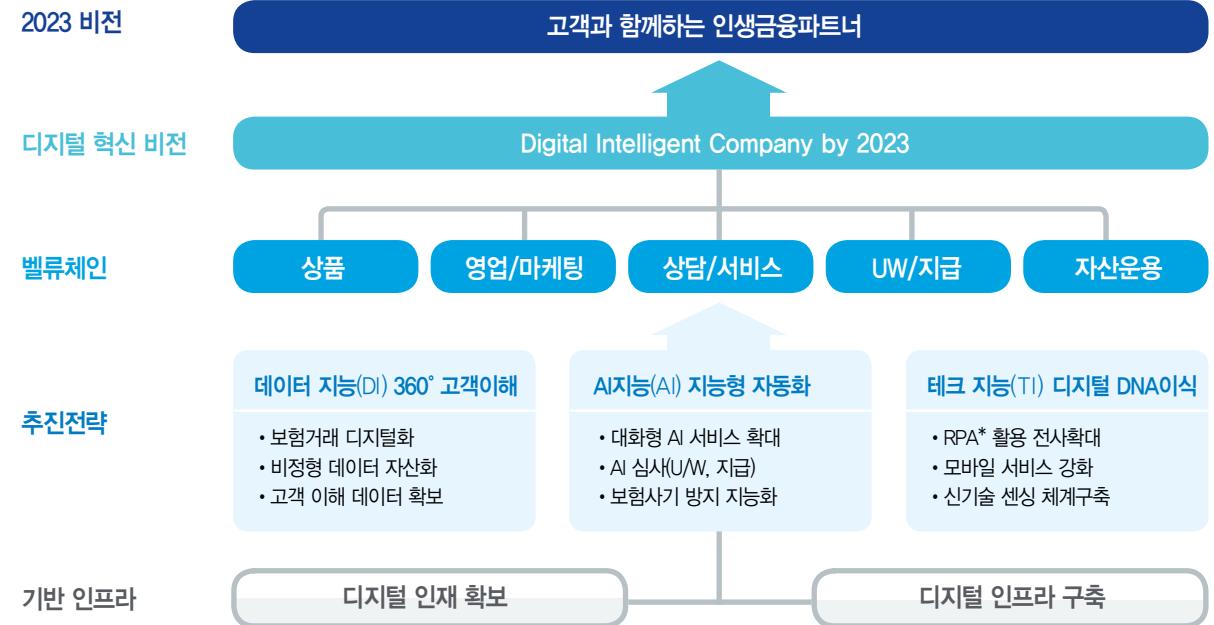 2023 비전
고객과 함께하는 인생금융파트너
디지털 혁신 비전
Digital Intelligent Company by 2023
벨류체인
상품
영업/마케팅
상담/서비스
UW/지급
자산운용
추진전략
데이터 지능(DI) 360˚ 고객이해
• 보험거래 디지털화
• 비정형 데이터 자산화
• 고객 이해 데이터 확보
AI지능(AI) 지능형 자동화
• 대화형 AI 서비스 확대
• AI 심사(U/W, 지급)
• 보험사기 방지 지능화
테크 지능(TI) 디지털 DNA이식
• RPA* 활용 전사확대
• 모바일 서비스 강화
• 신기술 센싱 체계구축
기반 인프라
디지털 인재 확보
디지털 인프라 구축